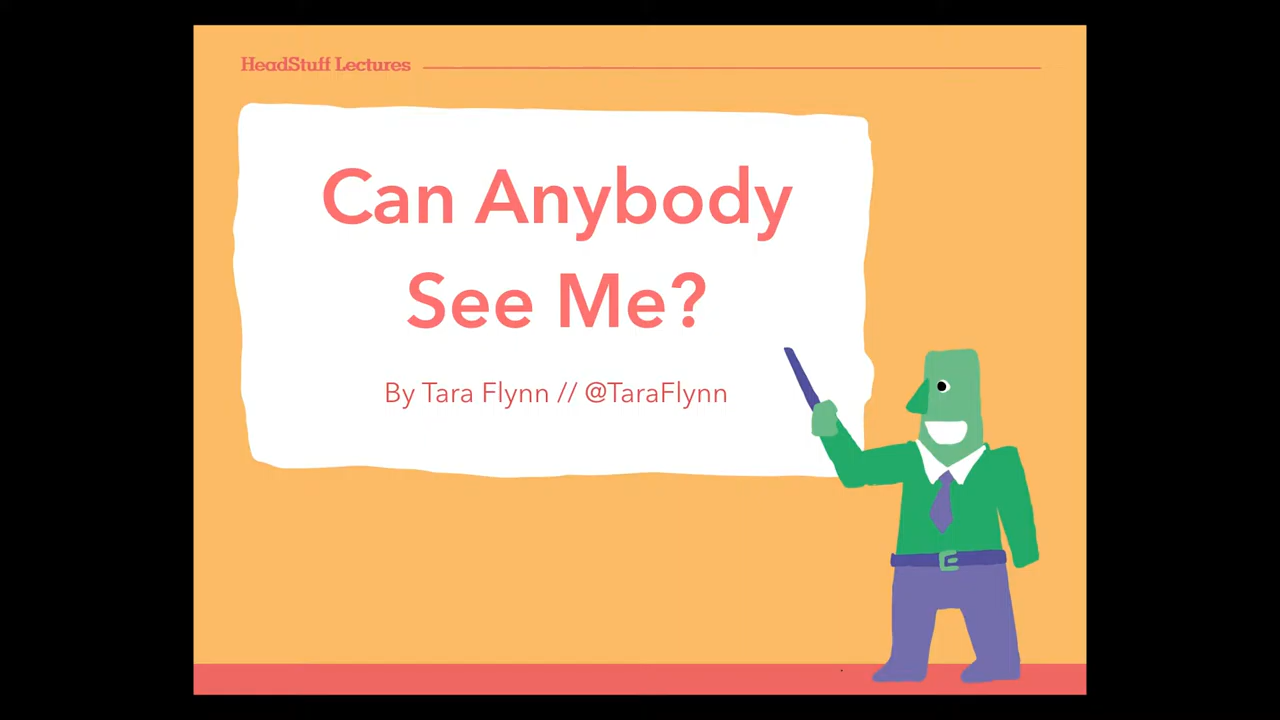 HeadStuff Lectures
Can Anybody
See Me?
By Tara Flynn // @TaraFlynn